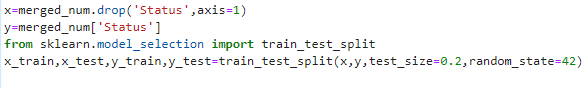 x=merged_num.drop('Status',axis=1)
y=merged_num['Status']
from sklearn.model_selection import train_test_split
x_train,x_test,y_train,y_test=train_test_split(x,y,test_size=0.2,random_state=42)